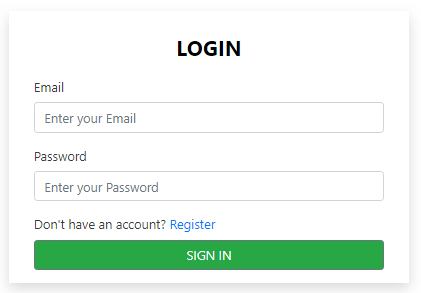 LOGIN
Email
Enter your Email
Password
Enter your Password
Don't have an account? Register
SIGN IN